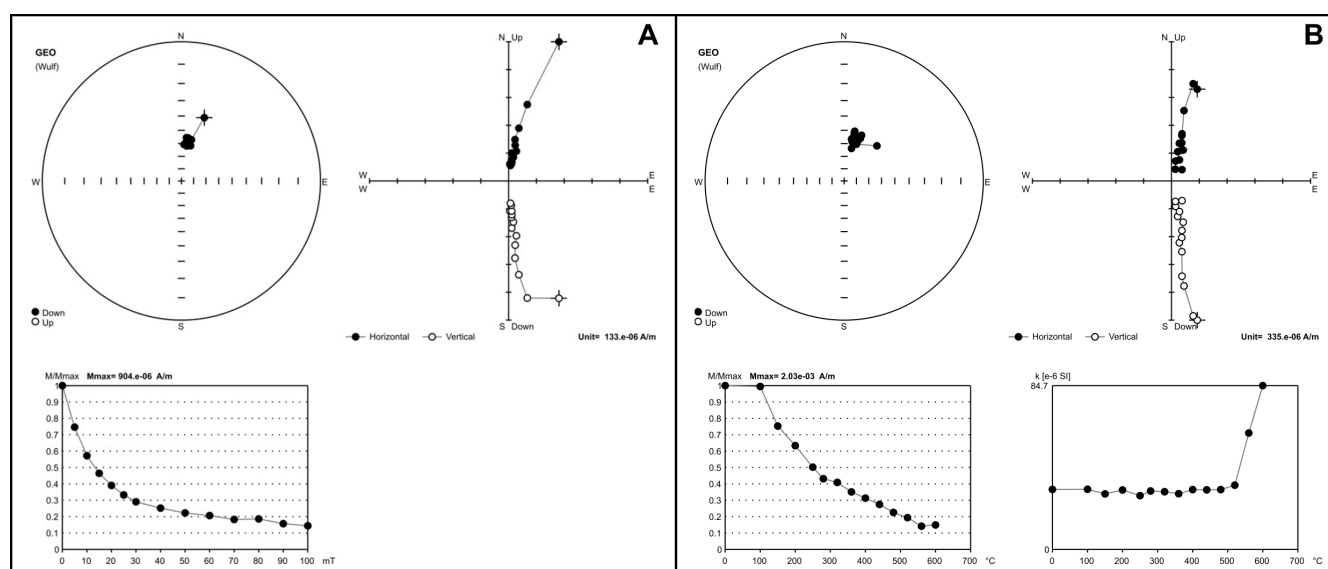 A
GEO
(Wulf)
N
W
E
S
Down
Up
N Up
W
W
E
E
S Down
Horizontal
Vertical
Unit= 133.e-06 A/m
M/Mmax Mmax= 904.e-06 A/m
1
0.9
0.8
0.7
0.6
0.5
0.4
0.3
0.2
0.1
0
0 10 20 30 40 50 60 70 80 90 100 mT
B
GEO
(Wulf)
N
W
E
S
Down
Up
N Up
W
W
E
E
S Down
Horizontal
Vertical
Unit= 335.e-06 A/m
M/Mmax Mmax= 2.03e-03 A/m
1
0.9
0.8
0.7
0.6
0.5
0.4
0.3
0.2
0.1
0
0 100 200 300 400 500 600 700 °C
k [e-6 SI]
84.7
0
0 100 200 300 400 500 600 700 °C